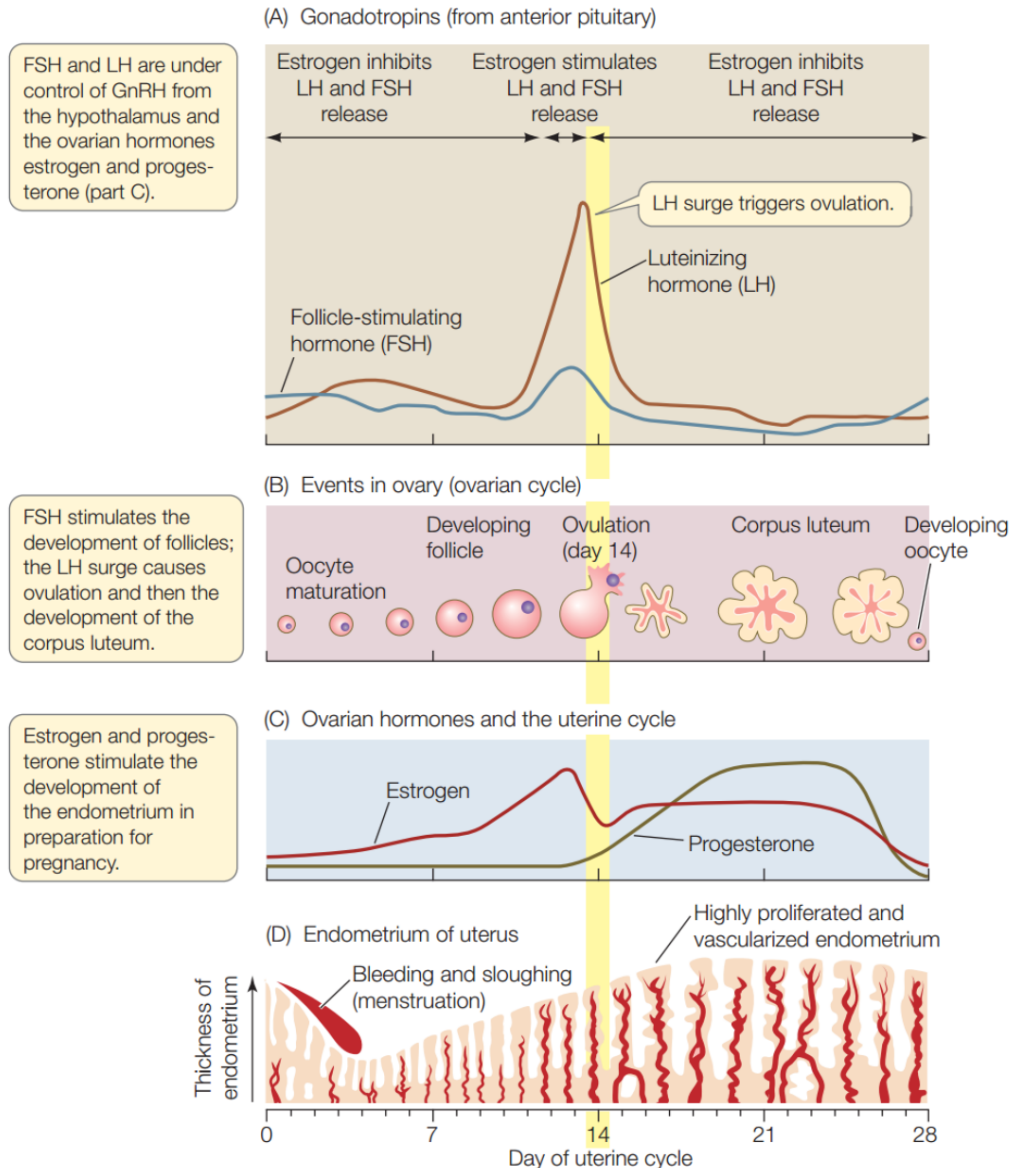 (A) Gonadotropins (from anterior pituitary)
FSH and LH are under
control of GnRH from
the hypothalamus and
the ovarian hormones
estrogen and proges-
terone (part C).
Estrogen inhibits
LH and FSH
release
Estrogen stimulates
LH and FSH
release
Estrogen inhibits
LH and FSH
release
LH surge triggers ovulation.
Luteinizing
hormone (LH)
Follicle-stimulating
hormone (FSH)
7
14
21
28
(B) Events in ovary (ovarian cycle)
FSH stimulates the
development of follicles;
the LH surge causes
ovulation and then the
development of the
corpus luteum.
Oocyte
maturation
Developing
follicle
Ovulation
(day 14)
Corpus luteum
Developing
oocyte
(C) Ovarian hormones and the uterine cycle
Estrogen and proges-
terone stimulate the
development of
the endometrium in
preparation for
pregnancy.
Estrogen
Progesterone
(D) Endometrium of uterus
Highly proliferated and
vascularized endometrium
Bleeding and sloughing
(menstruation)
Thickness of
endometrium
0 7 14 21 28
Day of uterine cycle